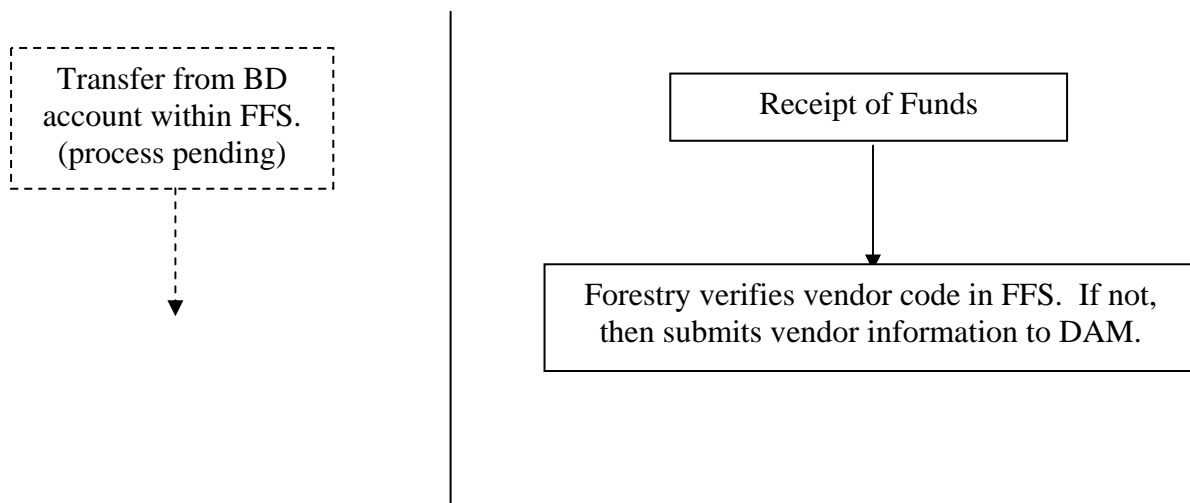 Transfer from BD
account within FFS.
(process pending)
Receipt of Funds
Forestry verifies vendor code in FFS.  If not,
then submits vendor information to DAM.